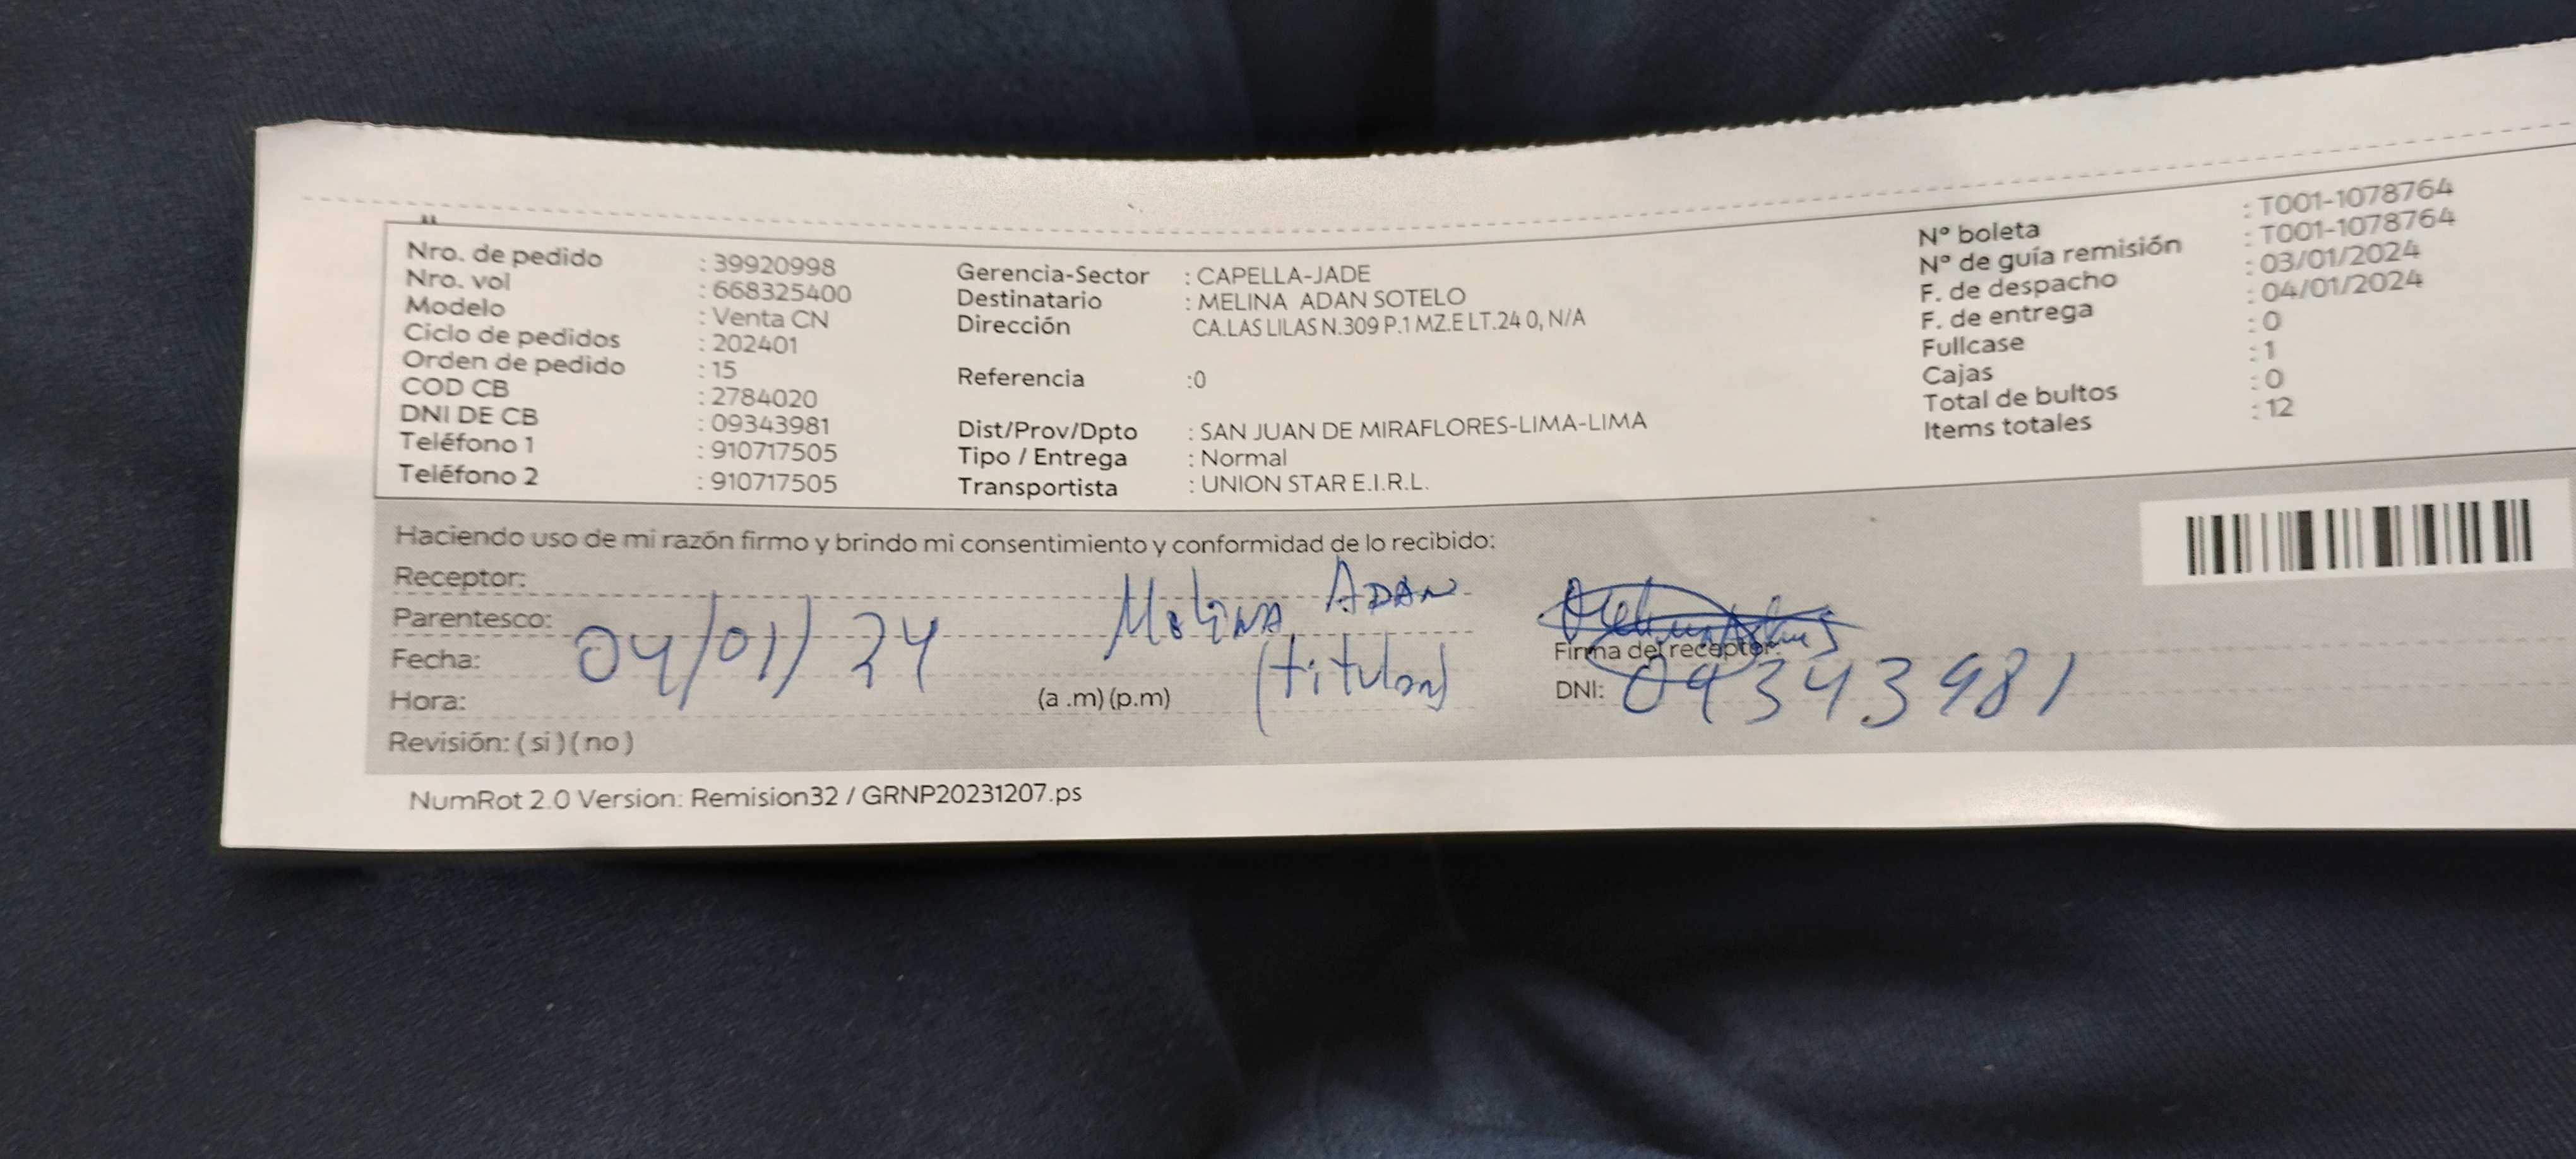 Nro. de pedido : 39920998
Nro. vol : 668325400
Modelo : Venta CN
Ciclo de pedidos : 202401
Orden de pedido : 15
COD CB : 2784020
DNI DE CB : 09343981
Teléfono 1 : 910717505
Teléfono 2 : 910717505
Gerencia-Sector : CAPELLA-JADE
Destinatario : MELINA ADAN SOTELO
Dirección CA.LAS LILAS N.309 P.1 MZ.E LT.24 0, N/A
Referencia :0
Dist/Prov/Dpto : SAN JUAN DE MIRAFLORES-LIMA-LIMA
Tipo / Entrega : Normal
Transportista : UNION STAR E.I.R.L.
Nº boleta : T001-1078764
Nº de guía remisión : T001-1078764
F. de despacho : 03/01/2024
F. de entrega : 04/01/2024
Fullcase : 0
Cajas : 1
Total de bultos : 0
Items totales : 12
Haciendo uso de mi razón firmo y brindo mi consentimiento y conformidad de lo recibido:
Receptor:
Parentesco:
Fecha: 04/01/24
Hora: (a .m) (p.m)
Revisión: ( si ) ( no )
Melina ADAN
(titular)
Firma del receptor:
DNI: 09343981
NumRot 2.0 Version: Remision32 / GRNP20231207.ps